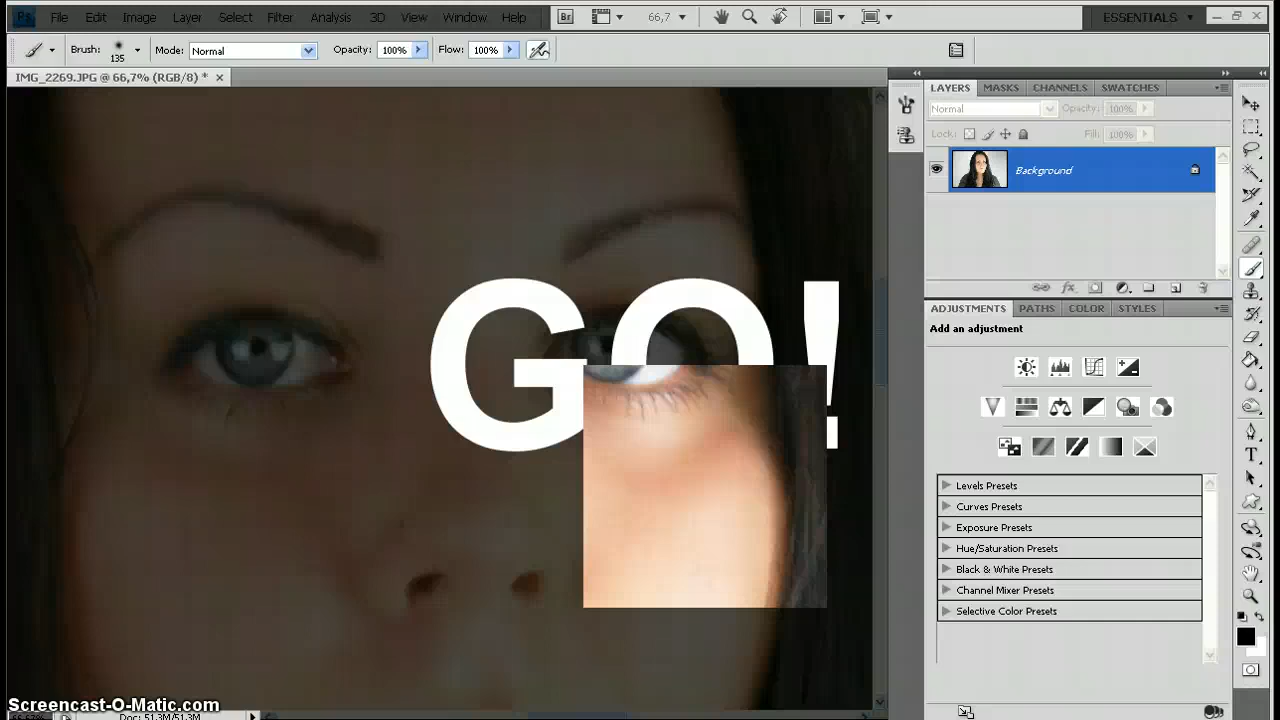 Ps File Edit Image Layer Select Filter Analysis 3D View Window Help Br 66,7 ESSENTIALS
Brush: 135 Mode: Normal Opacity: 100% Flow: 100%
IMG_2269.JPG @ 66,7% (RGB/8) *
LAYERS MASKS CHANNELS SWATCHES
Normal Opacity: 100%
Lock: Fill: 100%
Background
GO!
ADJUSTMENTS PATHS COLOR STYLES
Add an adjustment
Levels Presets
Curves Presets
Exposure Presets
Hue/Saturation Presets
Black & White Presets
Channel Mixer Presets
Selective Color Presets
Screencast-O-Matic.com
Doc: 51,3M/51,3M